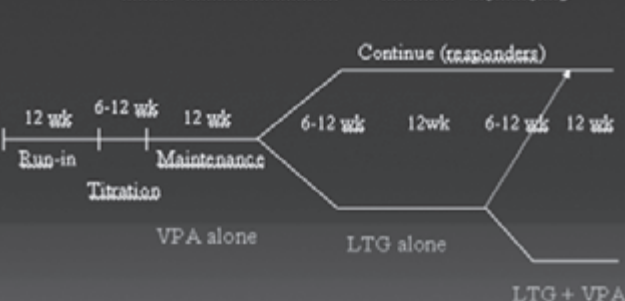 Continue (responders)
12 wk 6-12 wk 12 wk 6-12 wk 12wk 6-12 wk 12 wk
Run-in Maintenance
Titration
VPA alone LTG alone
LTG + VPA